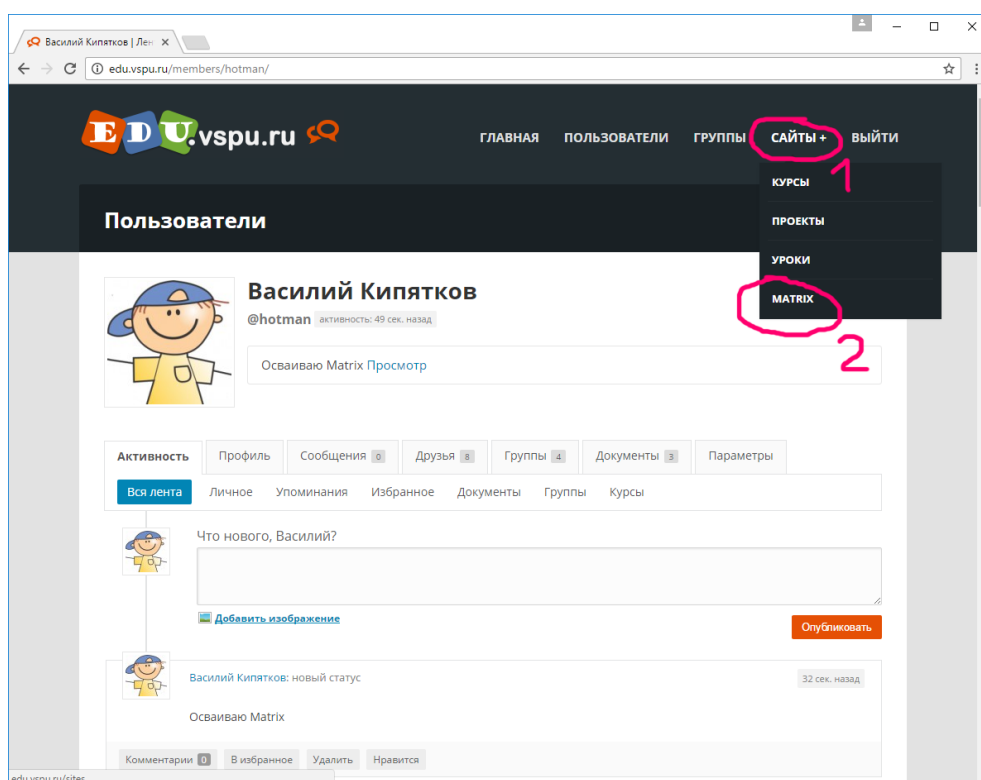 Василий Кипятков | Лен
edu.vspu.ru/members/hotman/
EDU.vspu.ru
ГЛАВНАЯ ПОЛЬЗОВАТЕЛИ ГРУППЫ САЙТЫ + ВЫЙТИ
1
КУРСЫ
Пользователи
ПРОЕКТЫ
УРОКИ
MATRIX
2
Василий Кипятков
@hotman активность: 49 сек. назад
Осваиваю Matrix Просмотр
Активность Профиль Сообщения 0 Друзья 8 Группы 4 Документы 3 Параметры
Вся лента Личное Упоминания Избранное Документы Группы Курсы
Что нового, Василий?
Добавить изображение
Опубликовать
Василий Кипятков: новый статус 32 сек. назад
Осваиваю Matrix
Комментарии 0 В избранное Удалить Нравится
edu.vspu.ru/sites